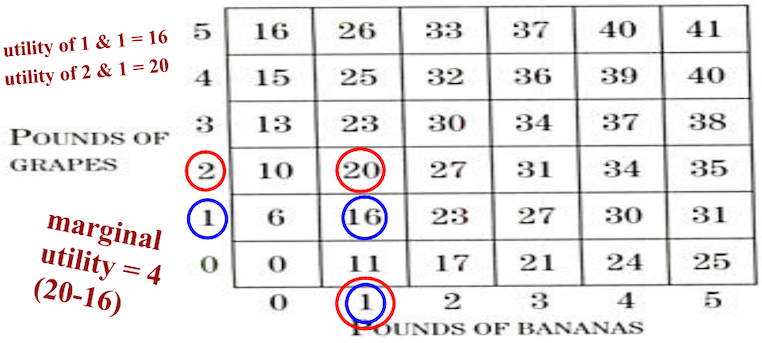 utility of 1 & 1 = 16
utility of 2 & 1 = 20
POUNDS OF
GRAPES
marginal
utility = 4
(20-16)
5 16 26 33 37 40 41
4 15 25 32 36 39 40
3 13 23 30 34 37 38
2 10 20 27 31 34 35
1 6 16 23 27 30 31
0 0 11 17 21 24 25
0 1 2 3 4 5
POUNDS OF BANANAS